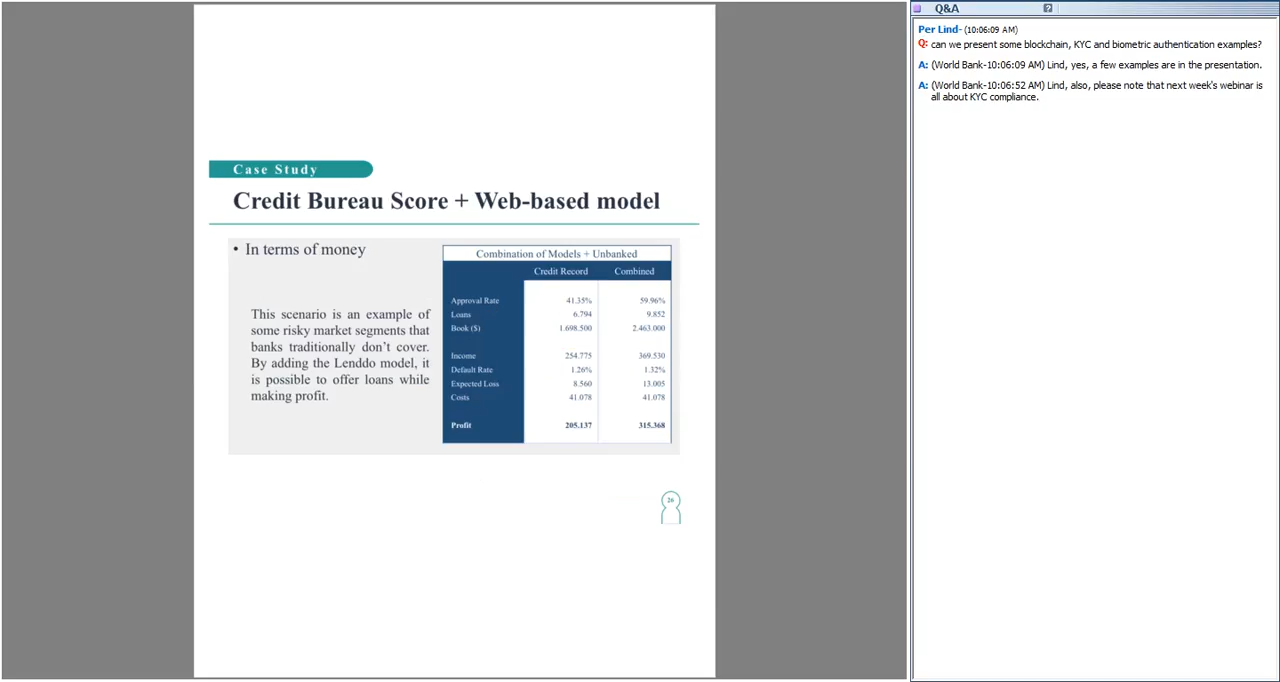 Case Study
Credit Bureau Score + Web-based model
• In terms of money
This scenario is an example of
some risky market segments that
banks traditionally don't cover.
By adding the Lenddo model, it
is possible to offer loans while
making profit.
Combination of Models + Unbanked
Credit Record Combined
Approval Rate 41.35% 59.96%
Loans 6.794 9.852
Book ($) 1.698.500 2.463.000
Income 254.775 369.530
Default Rate 1.26% 1.32%
Expected Loss 8.560 13.005
Costs 41.078 41.078
Profit 205.137 315.368
26
Q&A
Per Lind- (10:06:09 AM)
Q: can we present some blockchain, KYC and biometric authentication examples?
A: (World Bank-10:06:09 AM) Lind, yes, a few examples are in the presentation.
A: (World Bank-10:06:52 AM) Lind, also, please note that next week's webinar is
all about KYC compliance.